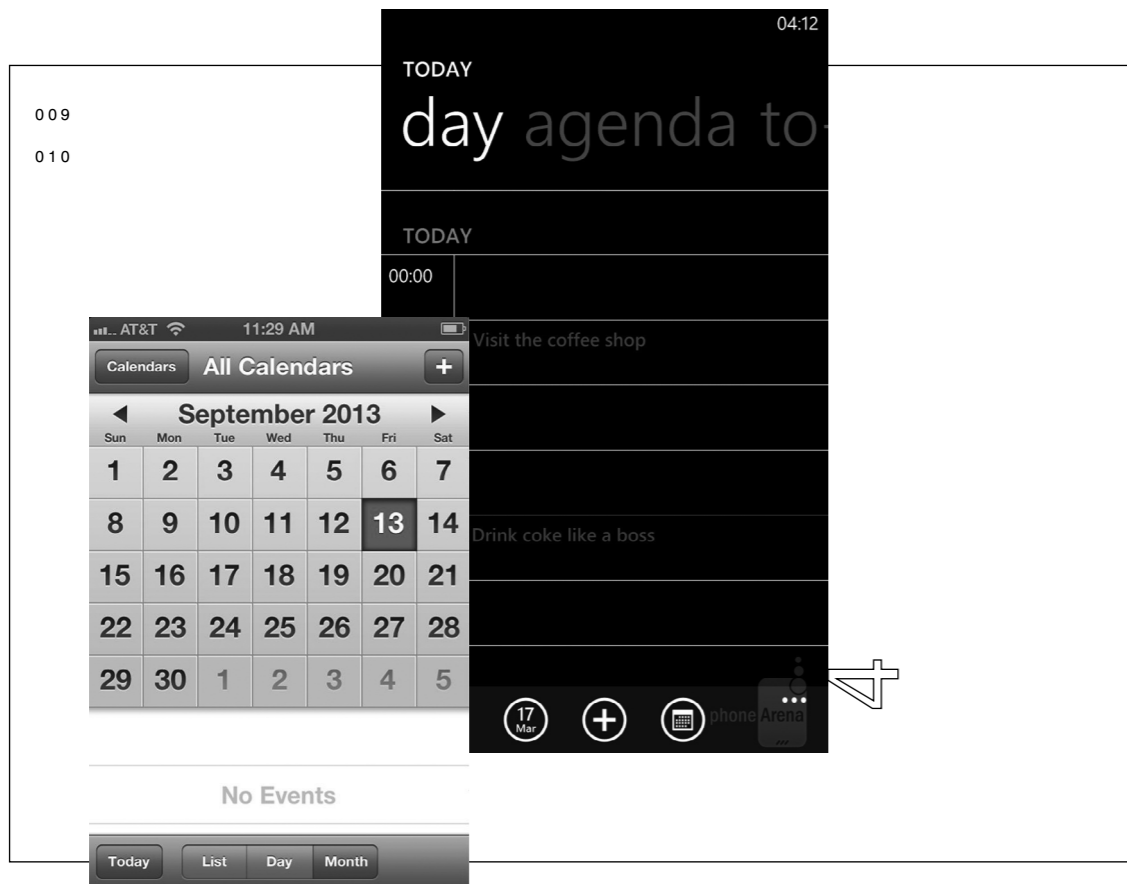 009
010
04:12
TODAY
day agenda to-
TODAY
00:00
Visit the coffee shop
Drink coke like a boss
17
Mar
phoneArena
AT&T 11:29 AM
Calendars All Calendars +
September 2013
Sun Mon Tue Wed Thu Fri Sat
1 2 3 4 5 6 7
8 9 10 11 12 13 14
15 16 17 18 19 20 21
22 23 24 25 26 27 28
29 30 1 2 3 4 5
No Events
Today List Day Month
4